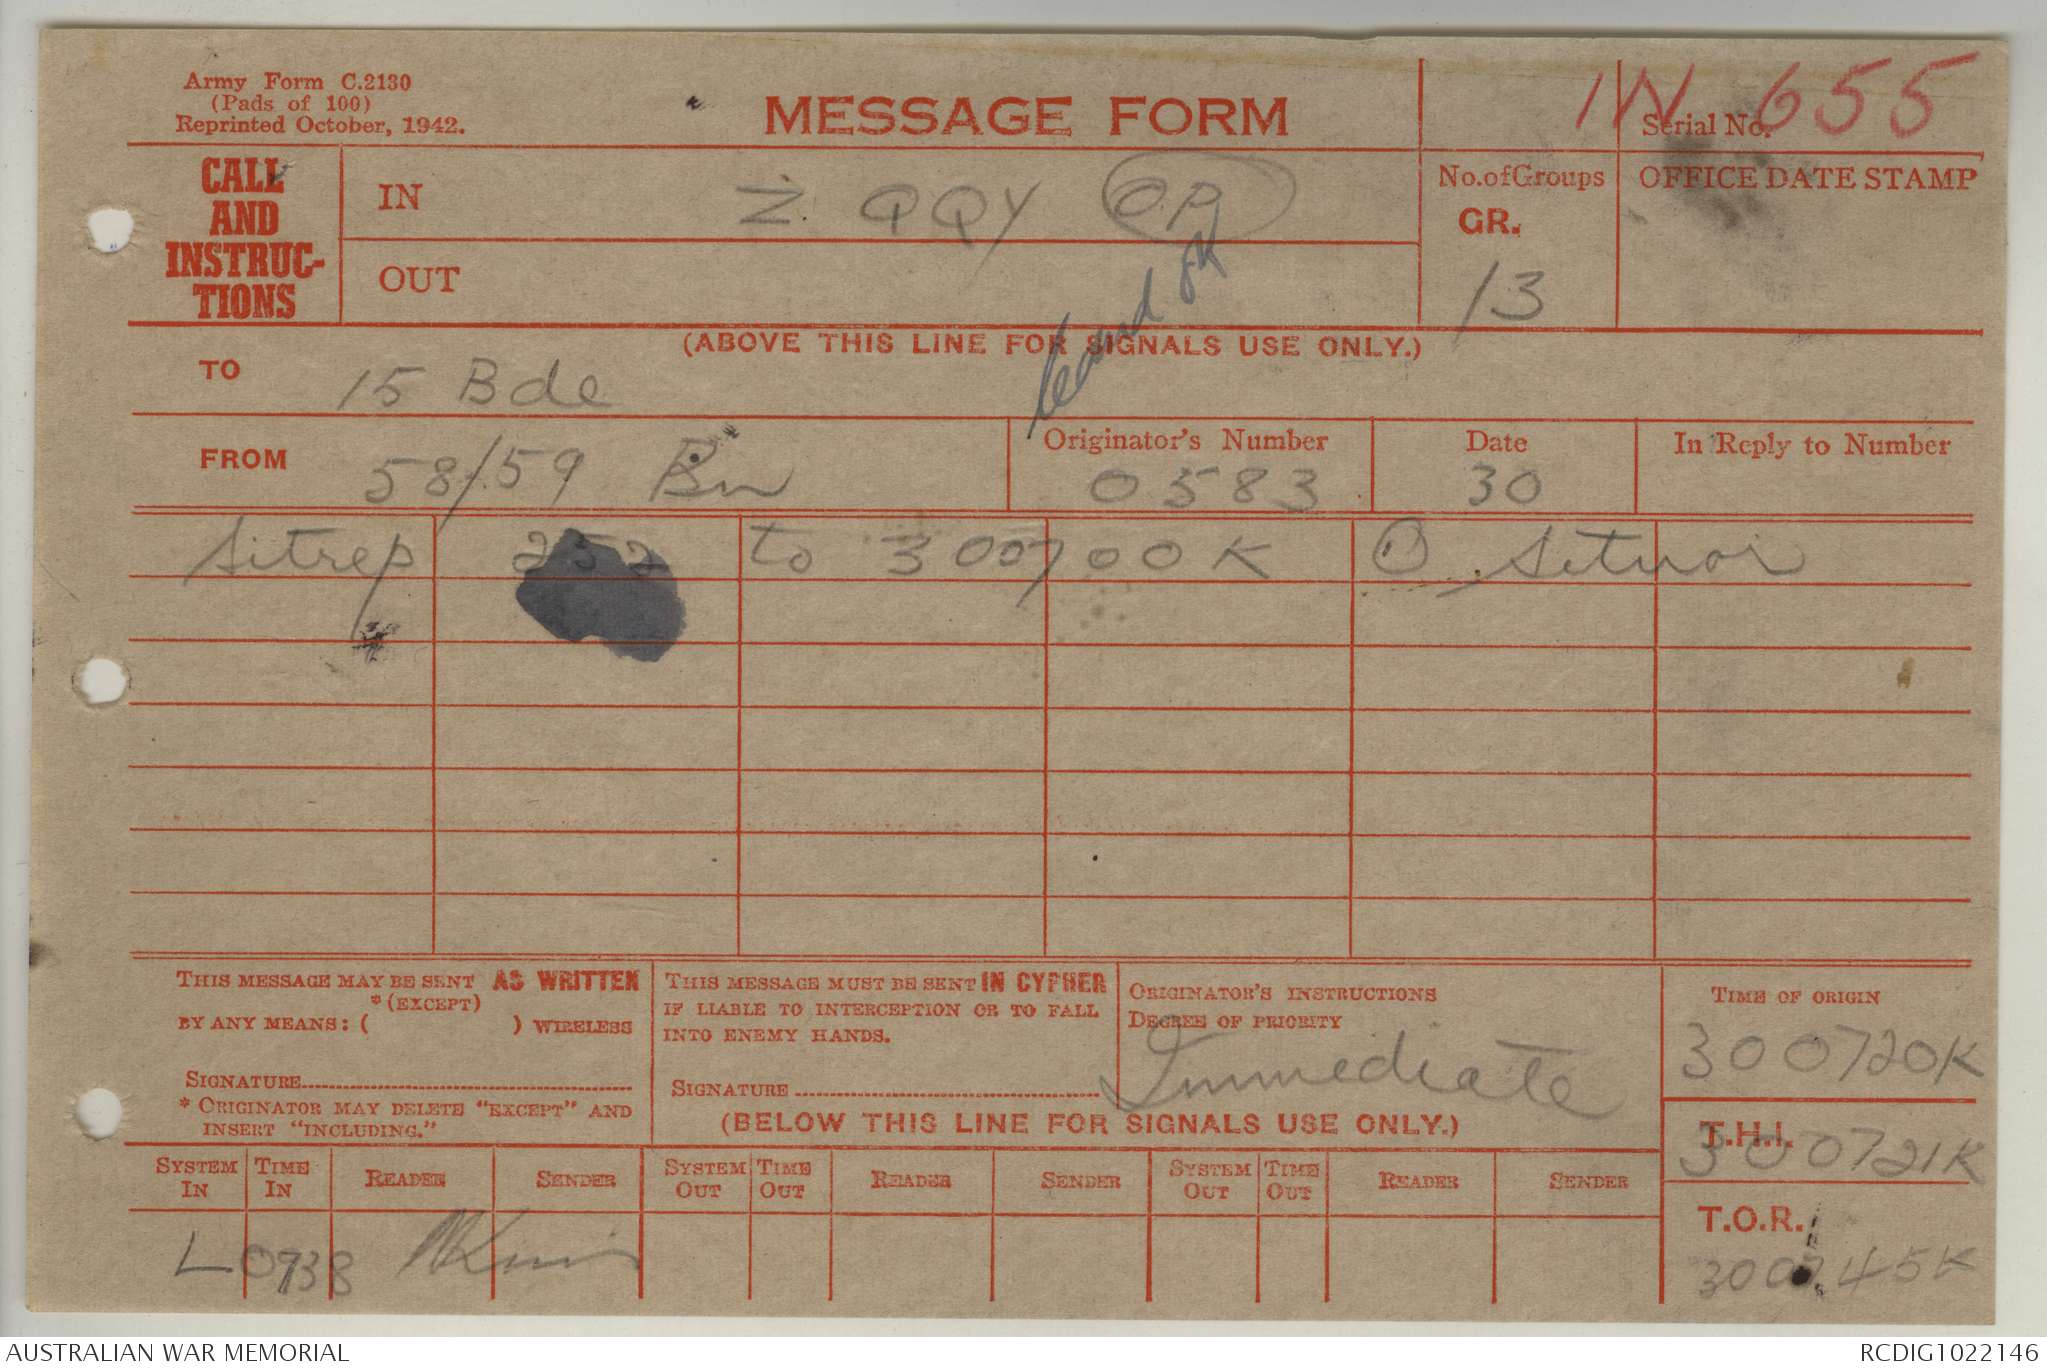 Army Form C.2130
(Pads of 100)
Reprinted October, 1942.
MESSAGE FORM
IN 655
Serial No.
CALL
AND
INSTRUC-
TIONS
IN
Z QQY OP
OUT
No. of Groups
GR.
13
OFFICE DATE STAMP
(ABOVE THIS LINE FOR SIGNALS USE ONLY.)
TO 15 Bde
FROM 58/59 Bn
Originator's Number
0583
Date
30
In Reply to Number
Sitrep 252 to 300700K
THIS MESSAGE MAY BE SENT AS WRITTEN
* (EXCEPT)
BY ANY MEANS: ( ) WIRELESS
SIGNATURE
* ORIGINATOR MAY DELETE "EXCEPT" AND
INSERT "INCLUDING."
THIS MESSAGE MUST BE SENT IN CYPHER
IF LIABLE TO INTERCEPTION OR TO FALL
INTO ENEMY HANDS.
SIGNATURE
ORIGINATOR'S INSTRUCTIONS
DEGREE OF PRIORITY
Immediate
TIME OF ORIGIN
300720K
(BELOW THIS LINE FOR SIGNALS USE ONLY.)
T.H.I.
300721K
T.O.R.
300745K
SYSTEM IN
TIME IN
READER
SENDER
SYSTEM OUT
TIME OUT
READER
SENDER
SYSTEM OUT
TIME OUT
READER
SENDER
L 0738
AUSTRALIAN WAR MEMORIAL
RCDIG1022146